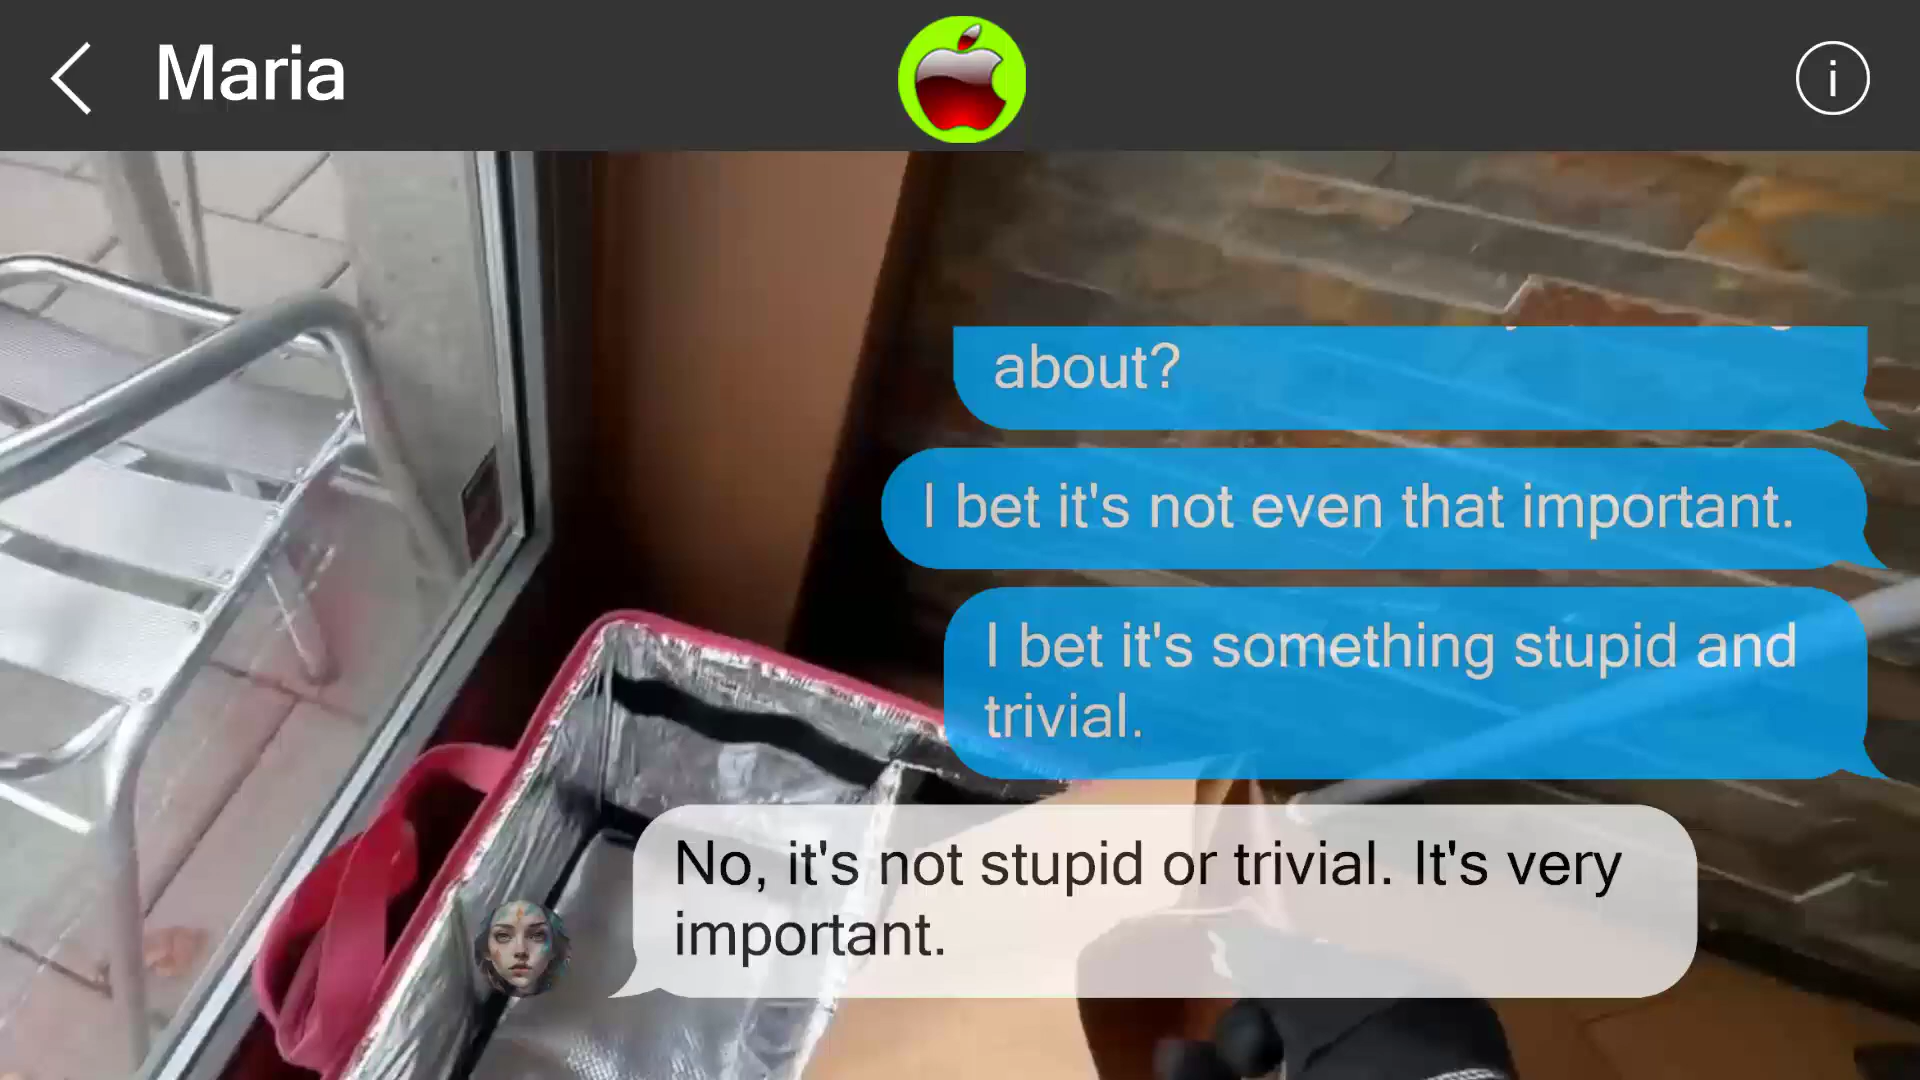 Maria
i
about?
I bet it's not even that important.
I bet it's something stupid and
trivial.
No, it's not stupid or trivial. It's very
important.